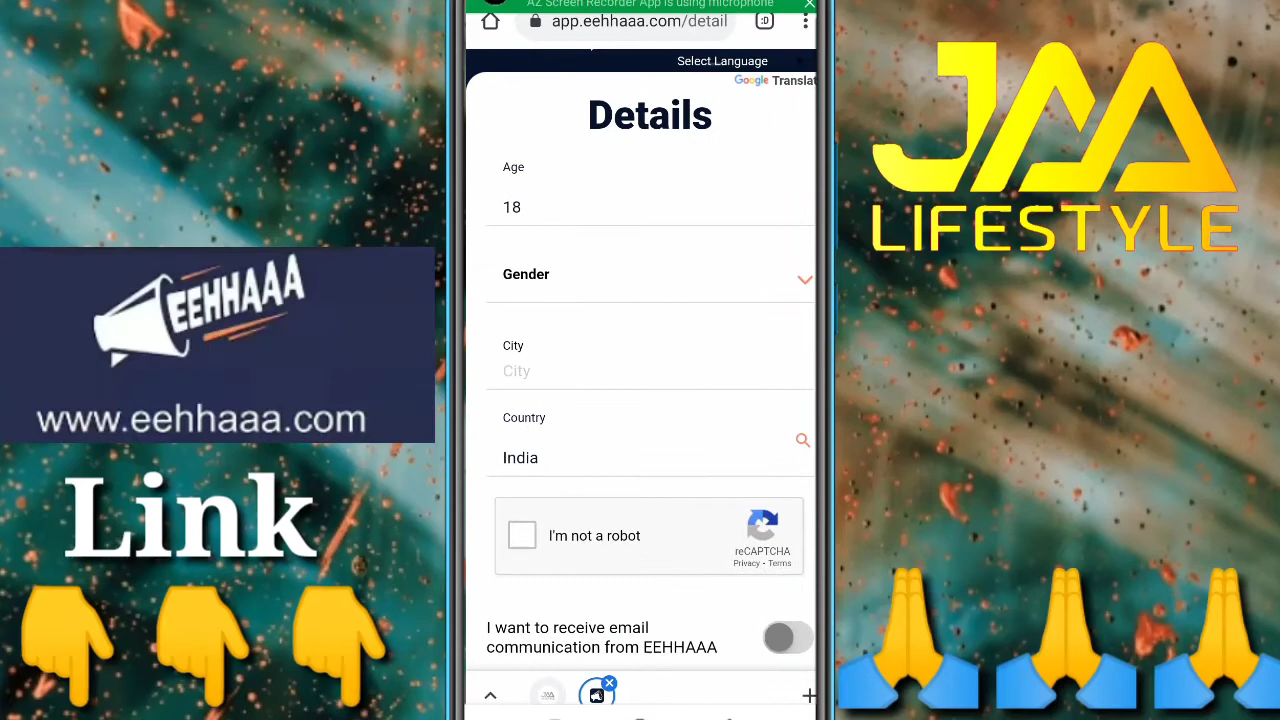 AZ Screen Recorder App is using microphone
app.eehhaaa.com/detail
:D
Select Language
Google Translat
Details
Age
18
Gender
City
City
Country
India
I'm not a robot
reCAPTCHA
Privacy - Terms
I want to receive email
communication from EEHHAAA
EEHHAAA
www.eehhaaa.com
Link
JAA
LIFESTYLE